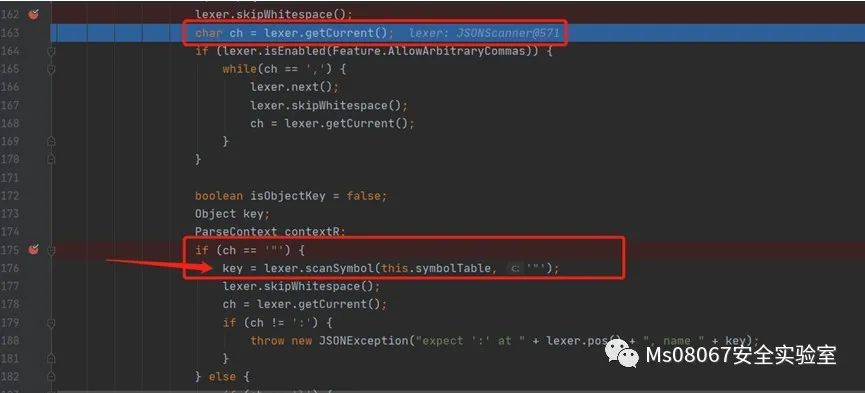 162 lexer.skipWhitespace();
163 char ch = lexer.getCurrent(); lexer: JSONScanner@571
164 if (lexer.isEnabled(Feature.AllowArbitraryCommas)) {
165 while(ch == ',') {
166 lexer.next();
167 lexer.skipWhitespace();
168 ch = lexer.getCurrent();
169 }
170 }
171
172 boolean isObjectKey = false;
173 Object key;
174 ParseContext contextR;
175 if (ch == '"') {
176 key = lexer.scanSymbol(this.symbolTable, c: '"');
177 lexer.skipWhitespace();
178 ch = lexer.getCurrent();
179 if (ch != ':') {
180 throw new JSONException("expect ':' at " + lexer.pos() + ", name " + key);
181 }
182 } else {
Ms08067安全实验室